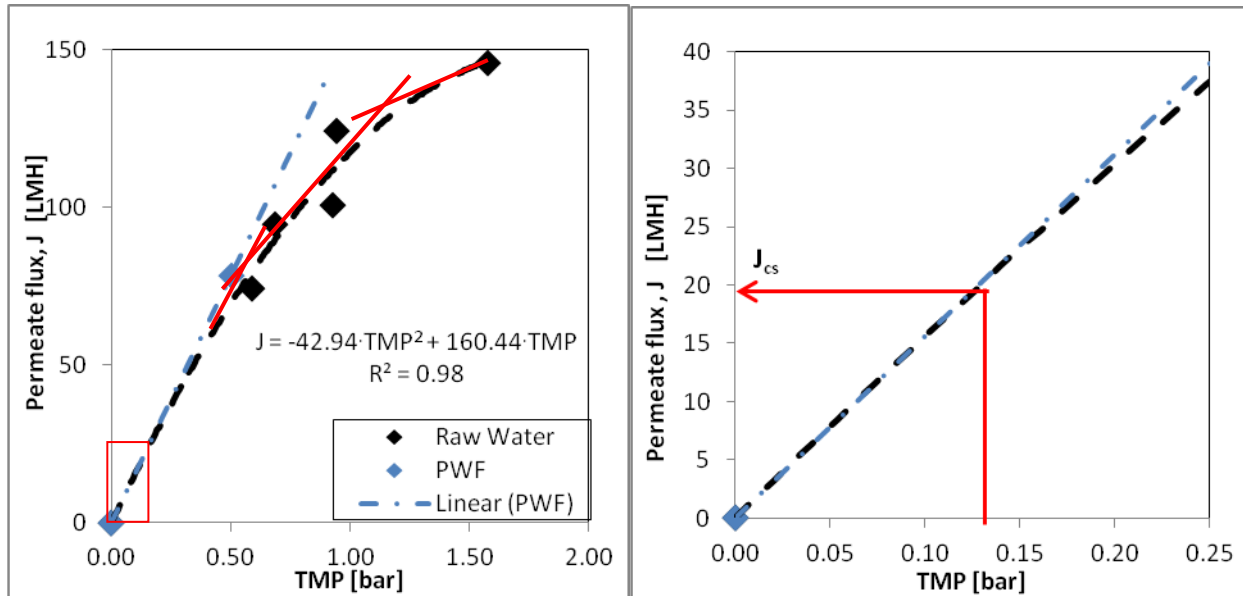 150
100
50
0
Permeate flux, J [LMH]
J = -42.94·TMP² + 160.44·TMP
R² = 0.98
Raw Water
PWF
Linear (PWF)
0.00 0.50 1.00 1.50 2.00
TMP [bar]
40
35
30
25
20
15
10
5
0
Permeate flux, J [LMH]
Jcs
0.00 0.05 0.10 0.15 0.20 0.25
TMP [bar]